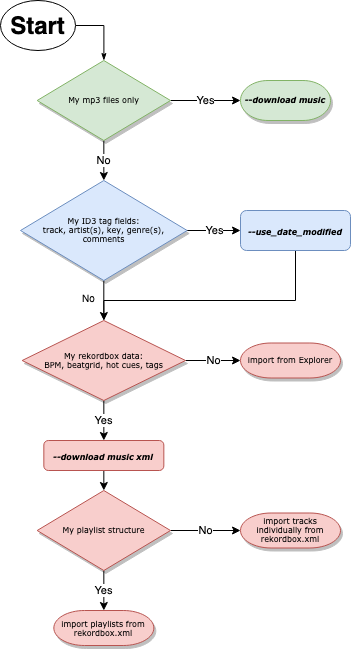 Start
My mp3 files only
Yes
--download music
No
My ID3 tag fields:
track, artist(s), key, genre(s),
comments
Yes
--use_date_modified
No
My rekordbox data:
BPM, beatgrid, hot cues, tags
No
import from Explorer
Yes
--download music xml
My playlist structure
No
import tracks
individually from
rekordbox.xml
Yes
import playlists from
rekordbox.xml